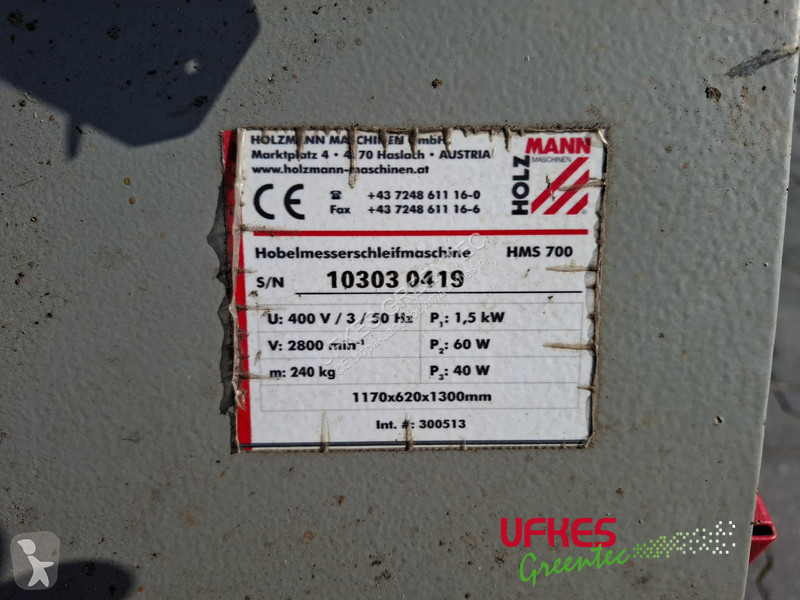 HOLZMANN MASCHINEN GmbH
Marktplatz 4 • 4170 Haslach • AUSTRIA
www.holzmann-maschinen.at
CE
☎ +43 7248 611 16-0
Fax +43 7248 611 16-6
HOLZ
MANN
MASCHINEN
Hobelmesserschleifmaschine HMS 700
S/N 10303 0419
U: 400 V / 3 / 50 Hz P₁: 1,5 kW
V: 2800 min⁻¹ P₂: 60 W
m: 240 kg P₃: 40 W
1170x620x1300mm
Int. #: 300513
UFKES GREENTEC
UFKES
Greentec